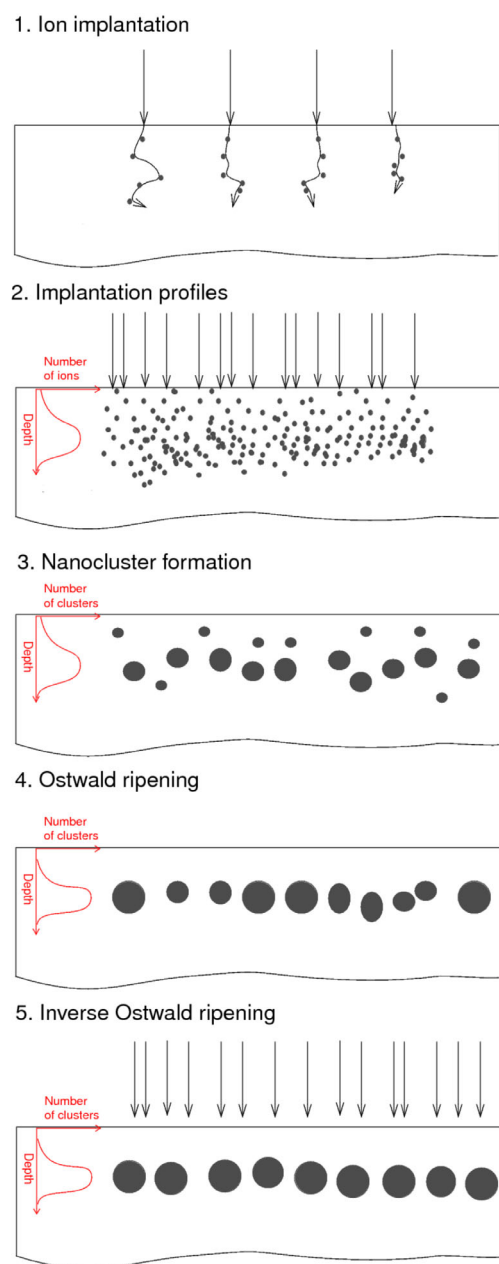 1. Ion implantation
2. Implantation profiles
Number
of ions
Depth
3. Nanocluster formation
Number
of clusters
Depth
4. Ostwald ripening
Number
of clusters
Depth
5. Inverse Ostwald ripening
Number
of clusters
Depth